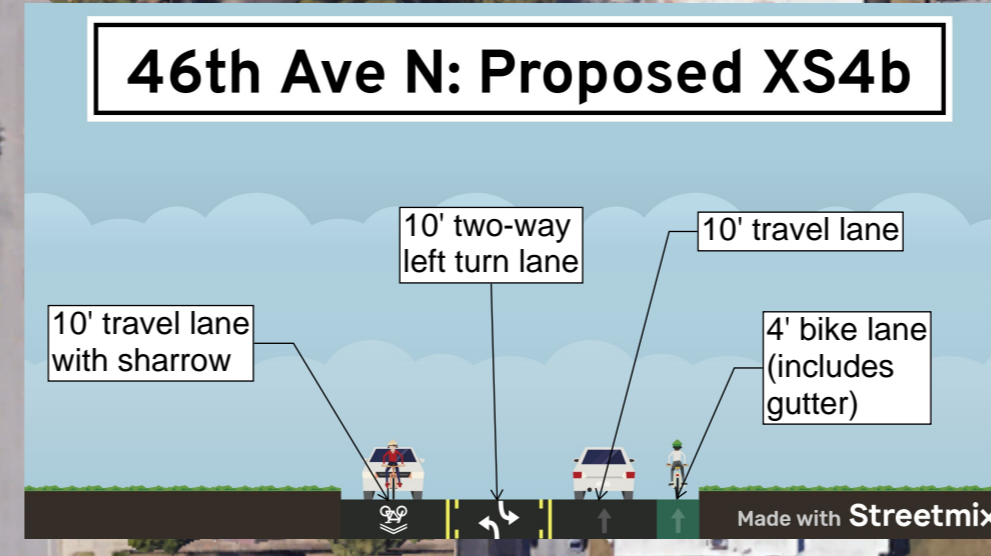 46th Ave N: Proposed XS4b
10' two-way
left turn lane
10' travel lane
10' travel lane
with sharrow
4' bike lane
(includes
gutter)
Made with Streetmix